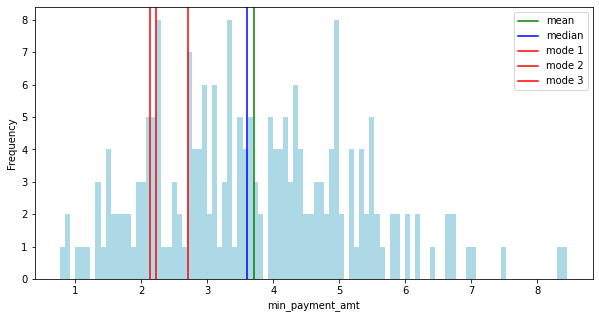 8
7
6
5
4
3
2
1
0
Frequency
1 2 3 4 5 6 7 8
min_payment_amt
mean
median
mode 1
mode 2
mode 3